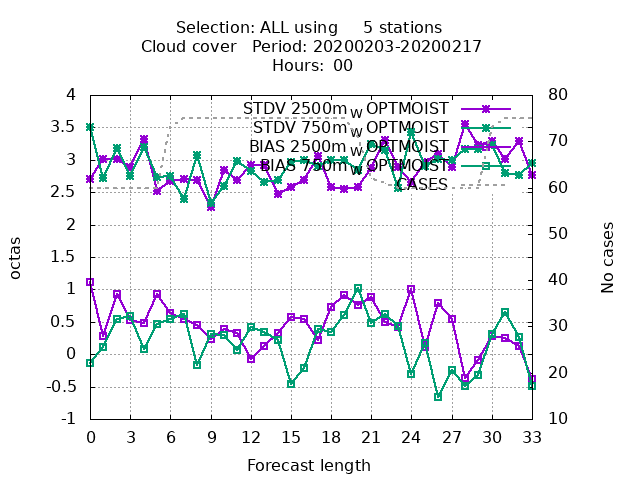 Selection: ALL using 5 stations
Cloud cover Period: 20200203-20200217
Hours: 00
4 80
STDV 2500m_w OPTMOIST
3.5 STDV 750m_w OPTMOIST
70
3 BIAS 2500m_w OPTMOIST
BIAS 750m_w OPTMOIST
2.5 CASES 60
2 50
1.5
1 40
0.5 30
0
-0.5 20
-1 10
octas
No cases
0 3 6 9 12 15 18 21 24 27 30 33
Forecast length